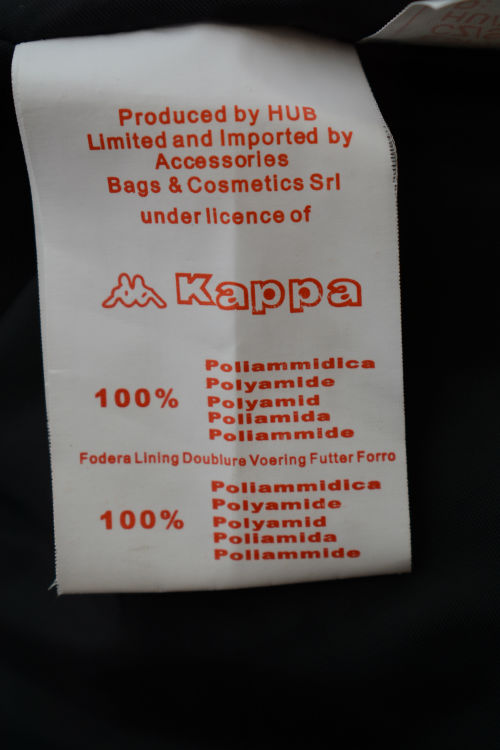 Produced by HUB
Limited and Imported by
Accessories
Bags & Cosmetics Srl
under licence of
Kappa
100%
Poliammidica
Polyamide
Polyamid
Poliamida
Poliammide
Fodera Lining Doublure Voering Futter Forro
100%
Poliammidica
Polyamide
Polyamid
Poliamida
Poliammide